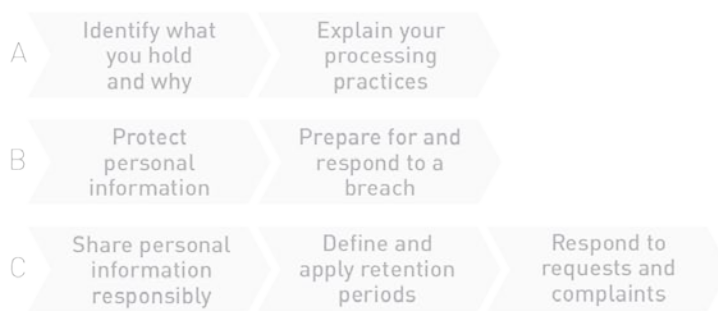 A
Identify what
you hold
and why
Explain your
processing
practices
B
Protect
personal
information
Prepare for and
respond to a
breach
C
Share personal
information
responsibly
Define and
apply retention
periods
Respond to
requests and
complaints